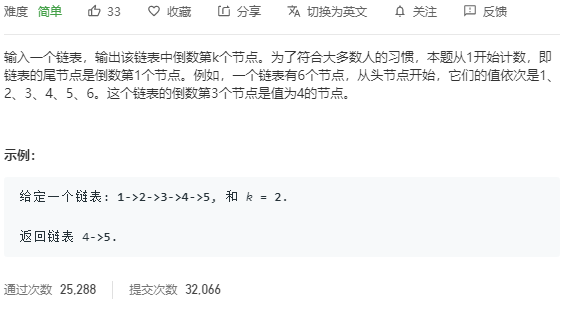 难度 简单 33 收藏 分享 切换为英文 关注 反馈
输入一个链表，输出该链表中倒数第k个节点。为了符合大多数人的习惯，本题从1开始计数，即
链表的尾节点是倒数第1个节点。例如，一个链表有6个节点，从头节点开始，它们的值依次是1、
2、3、4、5、6。这个链表的倒数第3个节点是值为4的节点。
示例：
给定一个链表: 1->2->3->4->5, 和 k = 2.
返回链表 4->5.
通过次数 25,288 提交次数 32,066